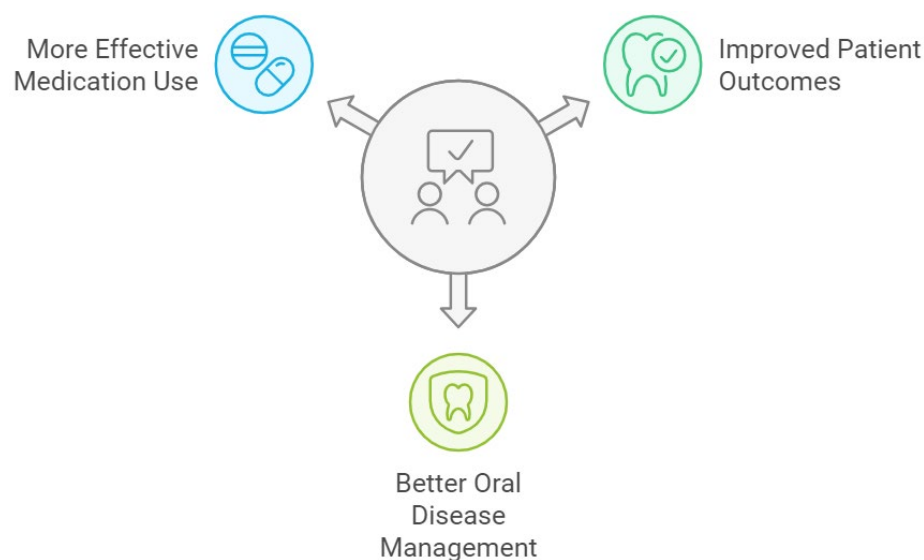 More Effective
Medication Use
Improved Patient
Outcomes
Better Oral
Disease
Management